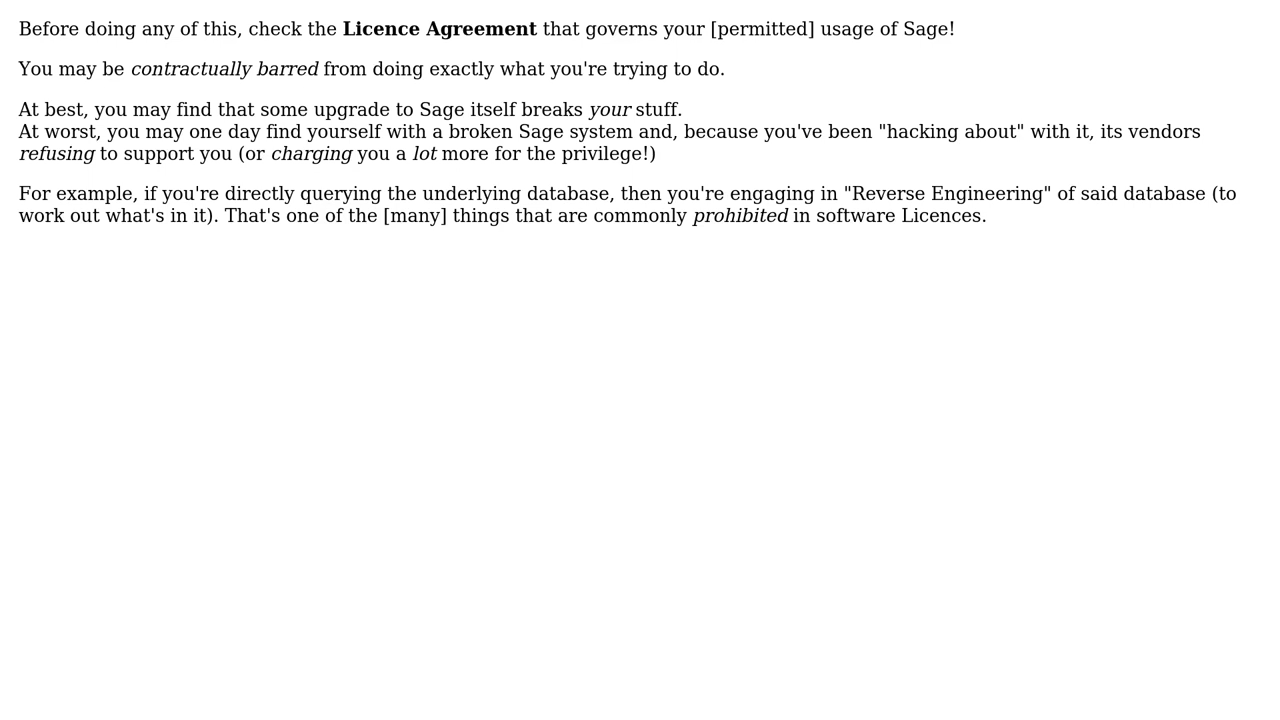 Before doing any of this, check the Licence Agreement that governs your [permitted] usage of Sage!
You may be contractually barred from doing exactly what you're trying to do.
At best, you may find that some upgrade to Sage itself breaks your stuff.
At worst, you may one day find yourself with a broken Sage system and, because you've been "hacking about" with it, its vendors
refusing to support you (or charging you a lot more for the privilege!)
For example, if you're directly querying the underlying database, then you're engaging in "Reverse Engineering" of said database (to
work out what's in it). That's one of the [many] things that are commonly prohibited in software Licences.